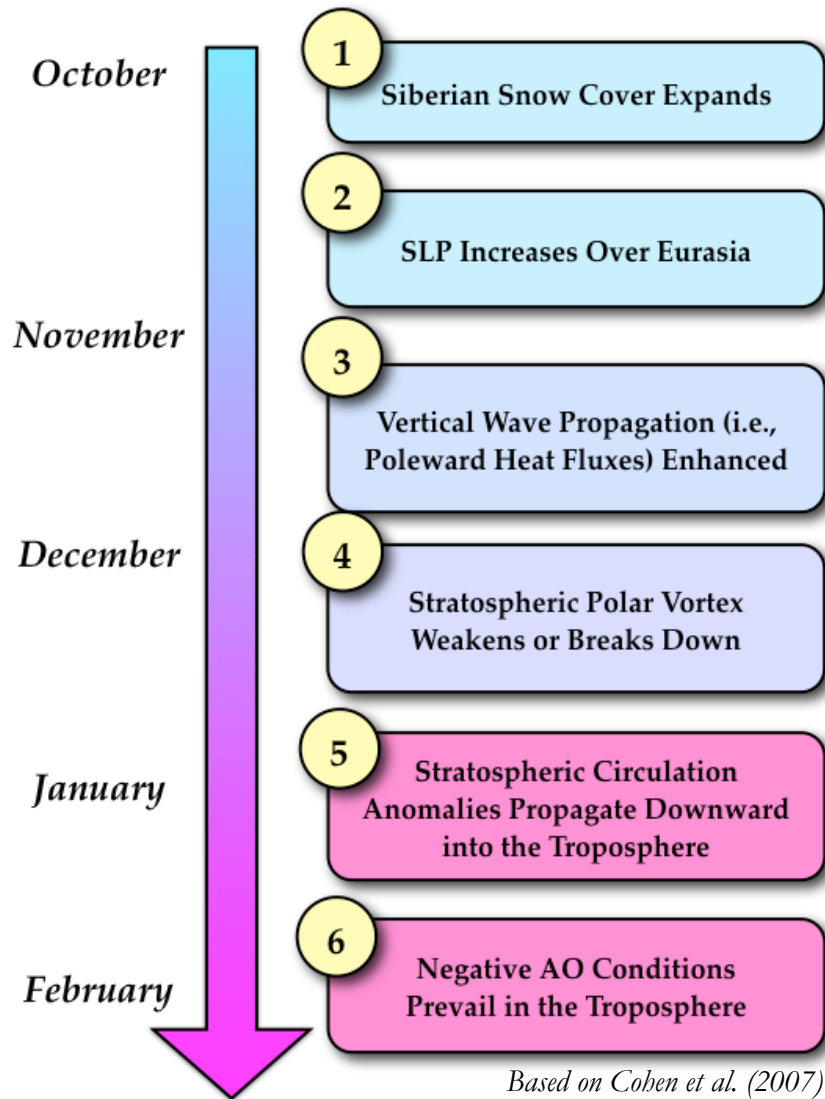 October
1
Siberian Snow Cover Expands
2
SLP Increases Over Eurasia
November
3
Vertical Wave Propagation (i.e.,
Poleward Heat Fluxes) Enhanced
December
4
Stratospheric Polar Vortex
Weakens or Breaks Down
January
5
Stratospheric Circulation
Anomalies Propagate Downward
into the Troposphere
February
6
Negative AO Conditions
Prevail in the Troposphere
Based on Cohen et al. (2007)